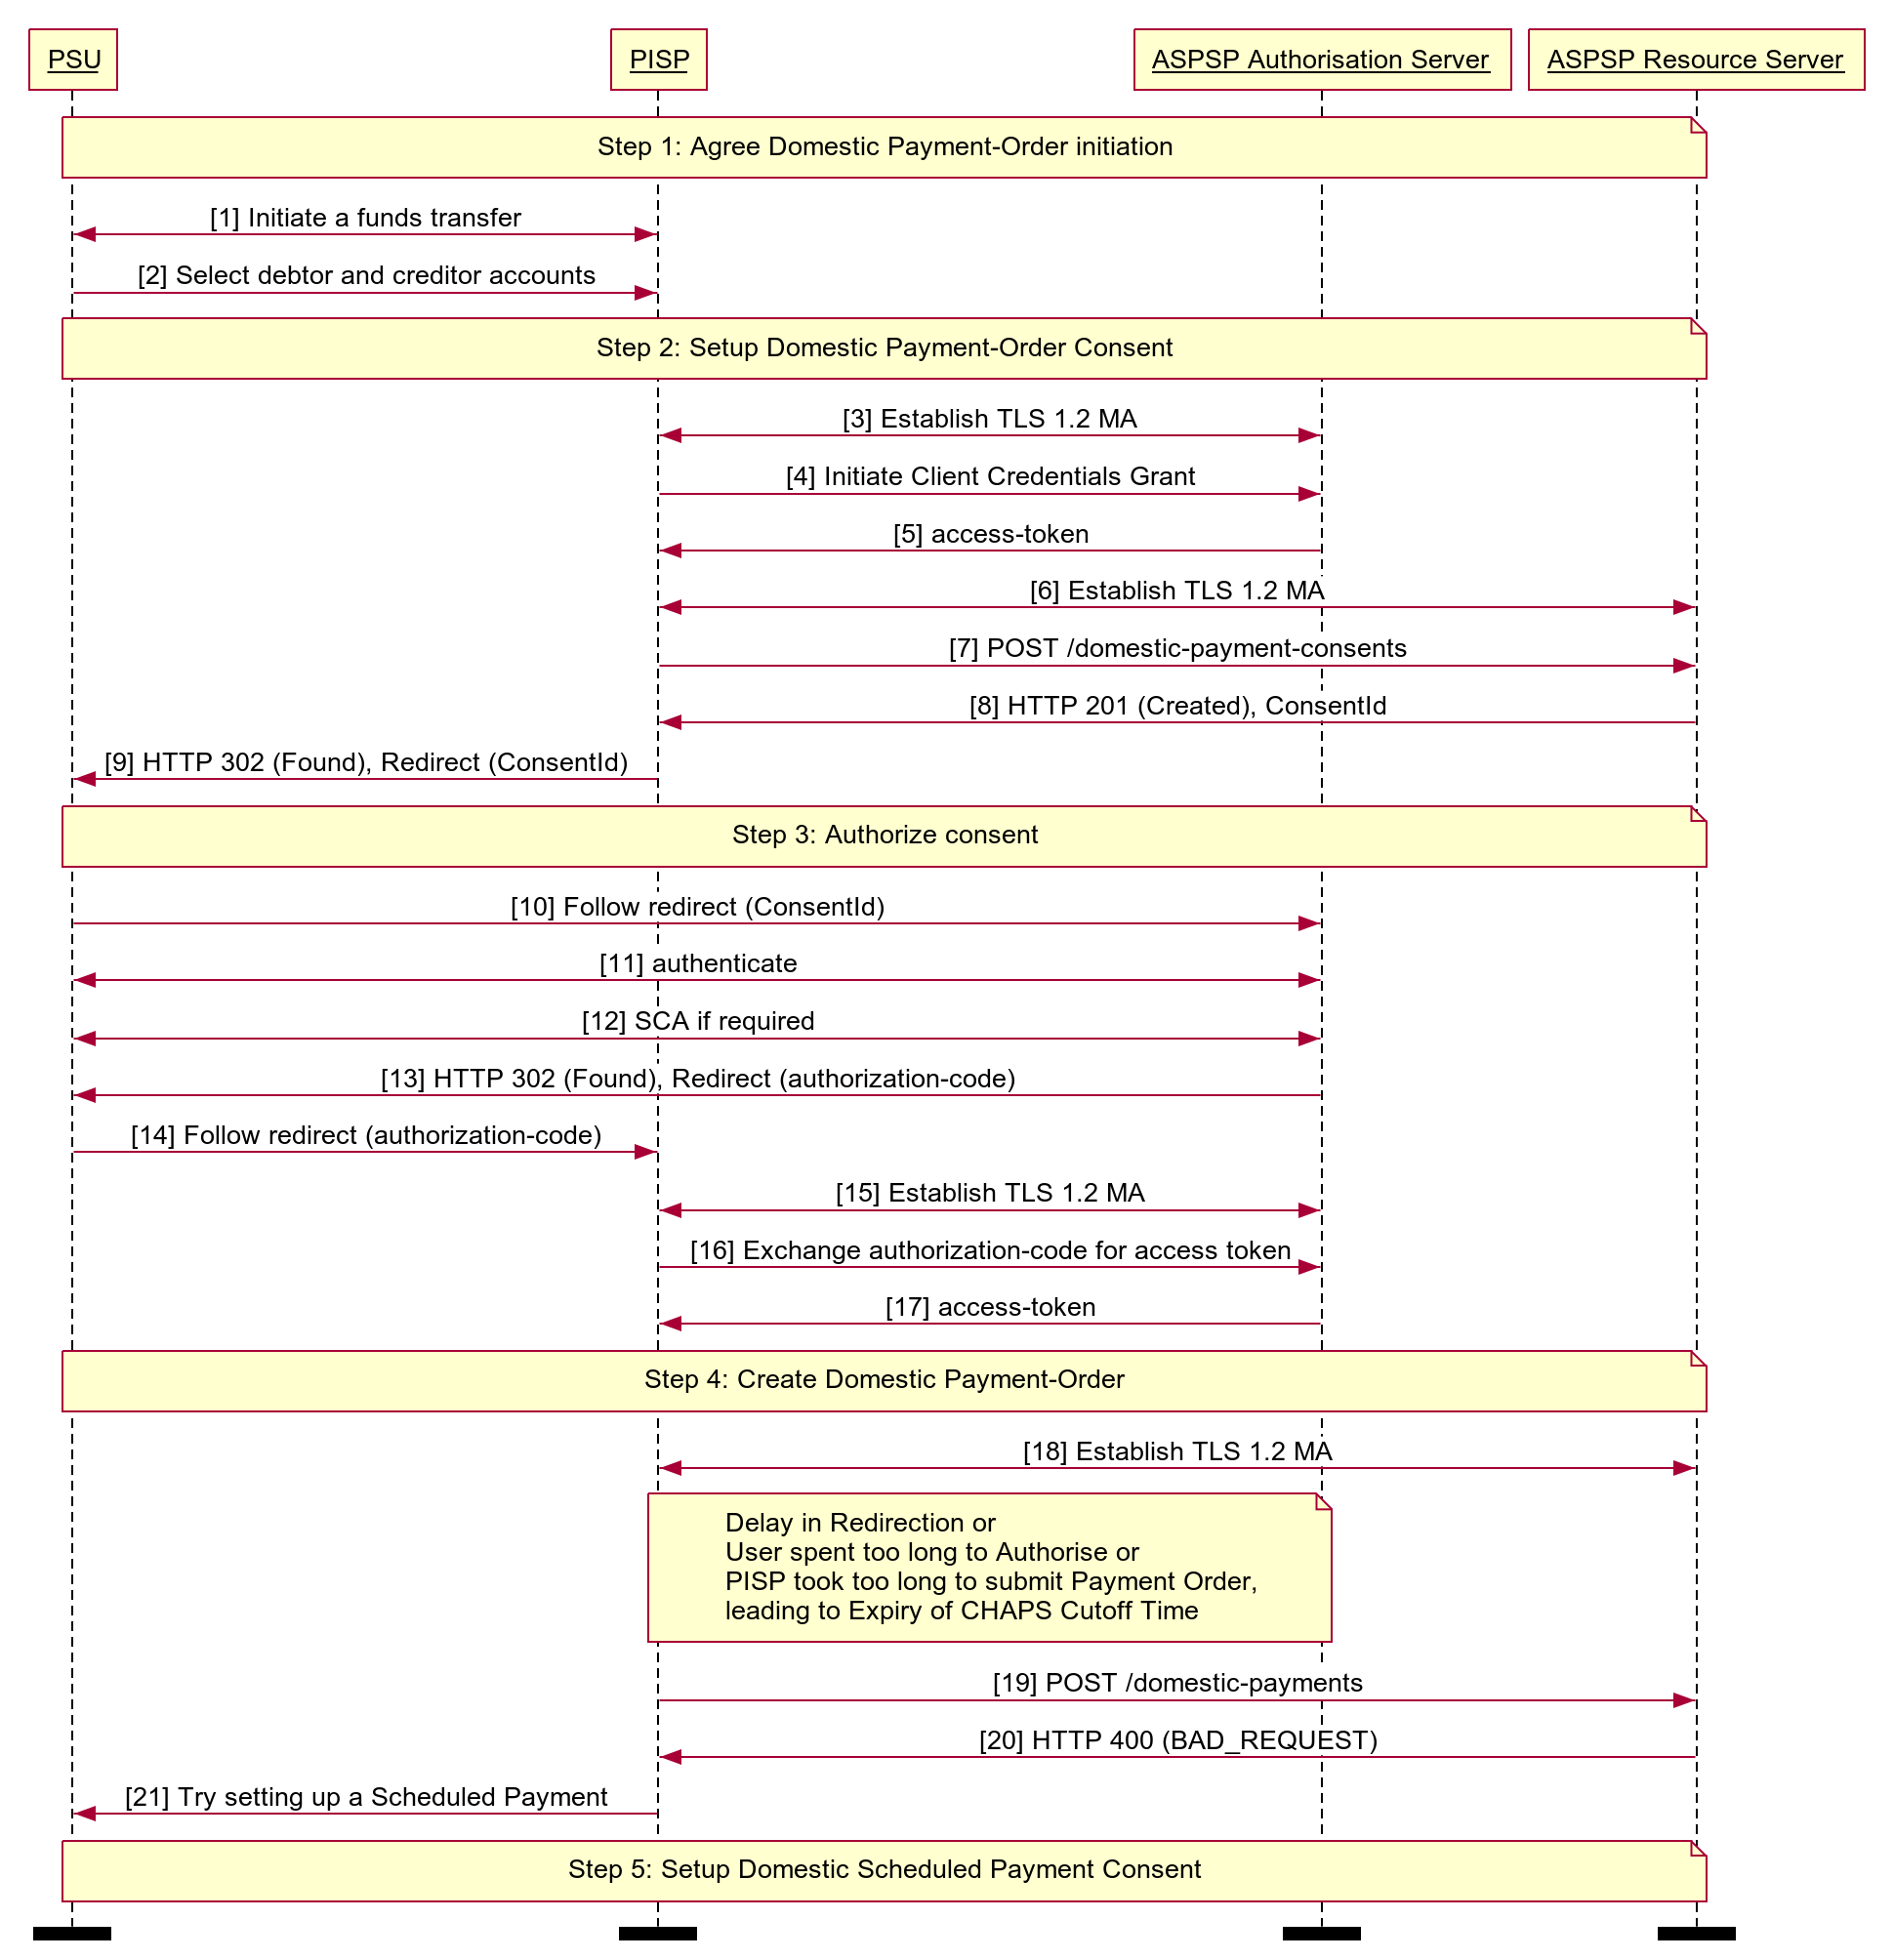 PSU
PISP
ASPSP Authorisation Server
ASPSP Resource Server
Step 1: Agree Domestic Payment-Order initiation
[1] Initiate a funds transfer
[2] Select debtor and creditor accounts
Step 2: Setup Domestic Payment-Order Consent
[3] Establish TLS 1.2 MA
[4] Initiate Client Credentials Grant
[5] access-token
[6] Establish TLS 1.2 MA
[7] POST /domestic-payment-consents
[8] HTTP 201 (Created), ConsentId
[9] HTTP 302 (Found), Redirect (ConsentId)
Step 3: Authorize consent
[10] Follow redirect (ConsentId)
[11] authenticate
[12] SCA if required
[13] HTTP 302 (Found), Redirect (authorization-code)
[14] Follow redirect (authorization-code)
[15] Establish TLS 1.2 MA
[16] Exchange authorization-code for access token
[17] access-token
Step 4: Create Domestic Payment-Order
[18] Establish TLS 1.2 MA
Delay in Redirection or
User spent too long to Authorise or
PISP took too long to submit Payment Order,
leading to Expiry of CHAPS Cutoff Time
[19] POST /domestic-payments
[20] HTTP 400 (BAD_REQUEST)
[21] Try setting up a Scheduled Payment
Step 5: Setup Domestic Scheduled Payment Consent